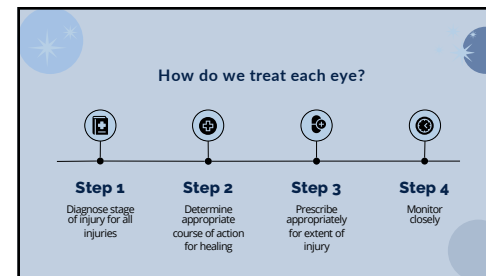 How do we treat each eye?
Step 1
Diagnose stage
of injury for all
injuries
Step 2
Determine
appropriate
course of action
for healing
Step 3
Prescribe
appropriately
for extent of
injury
Step 4
Monitor
closely